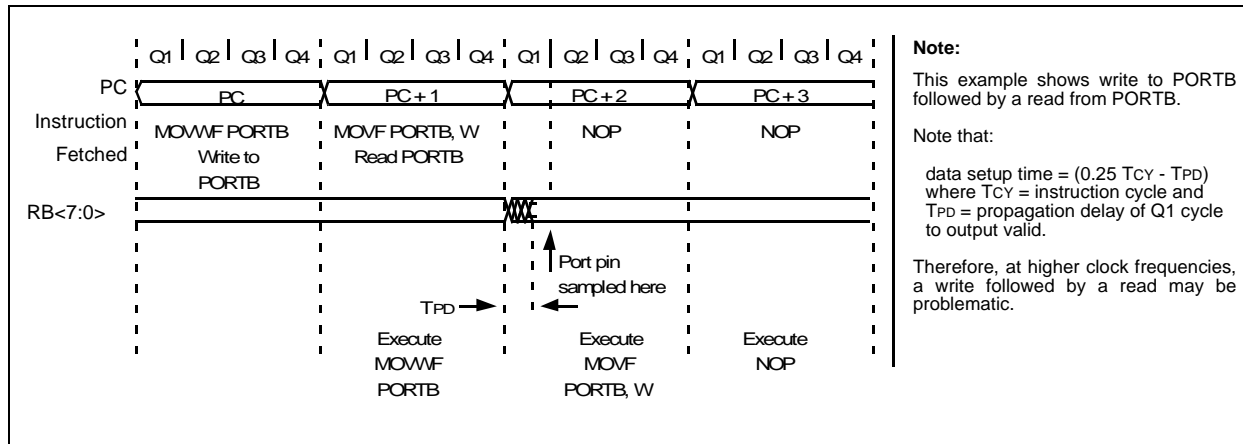 Q1 Q2 Q3 Q4 Q1 Q2 Q3 Q4 Q1 Q2 Q3 Q4 Q1 Q2 Q3 Q4
PC PC PC + 1 PC + 2 PC + 3
Instruction Fetched
MOVWF PORTB
Write to
PORTB
MOVF PORTB, W
Read PORTB
NOP
NOP
RB<7:0>
Port pin
sampled here
TPD
Execute
MOVWF
PORTB
Execute
MOVF
PORTB, W
Execute
NOP
Note:
This example shows write to PORTB
followed by a read from PORTB.
Note that:
data setup time = (0.25 TCY - TPD)
where TCY = instruction cycle and
TPD = propagation delay of Q1 cycle
to output valid.
Therefore, at higher clock frequencies,
a write followed by a read may be
problematic.